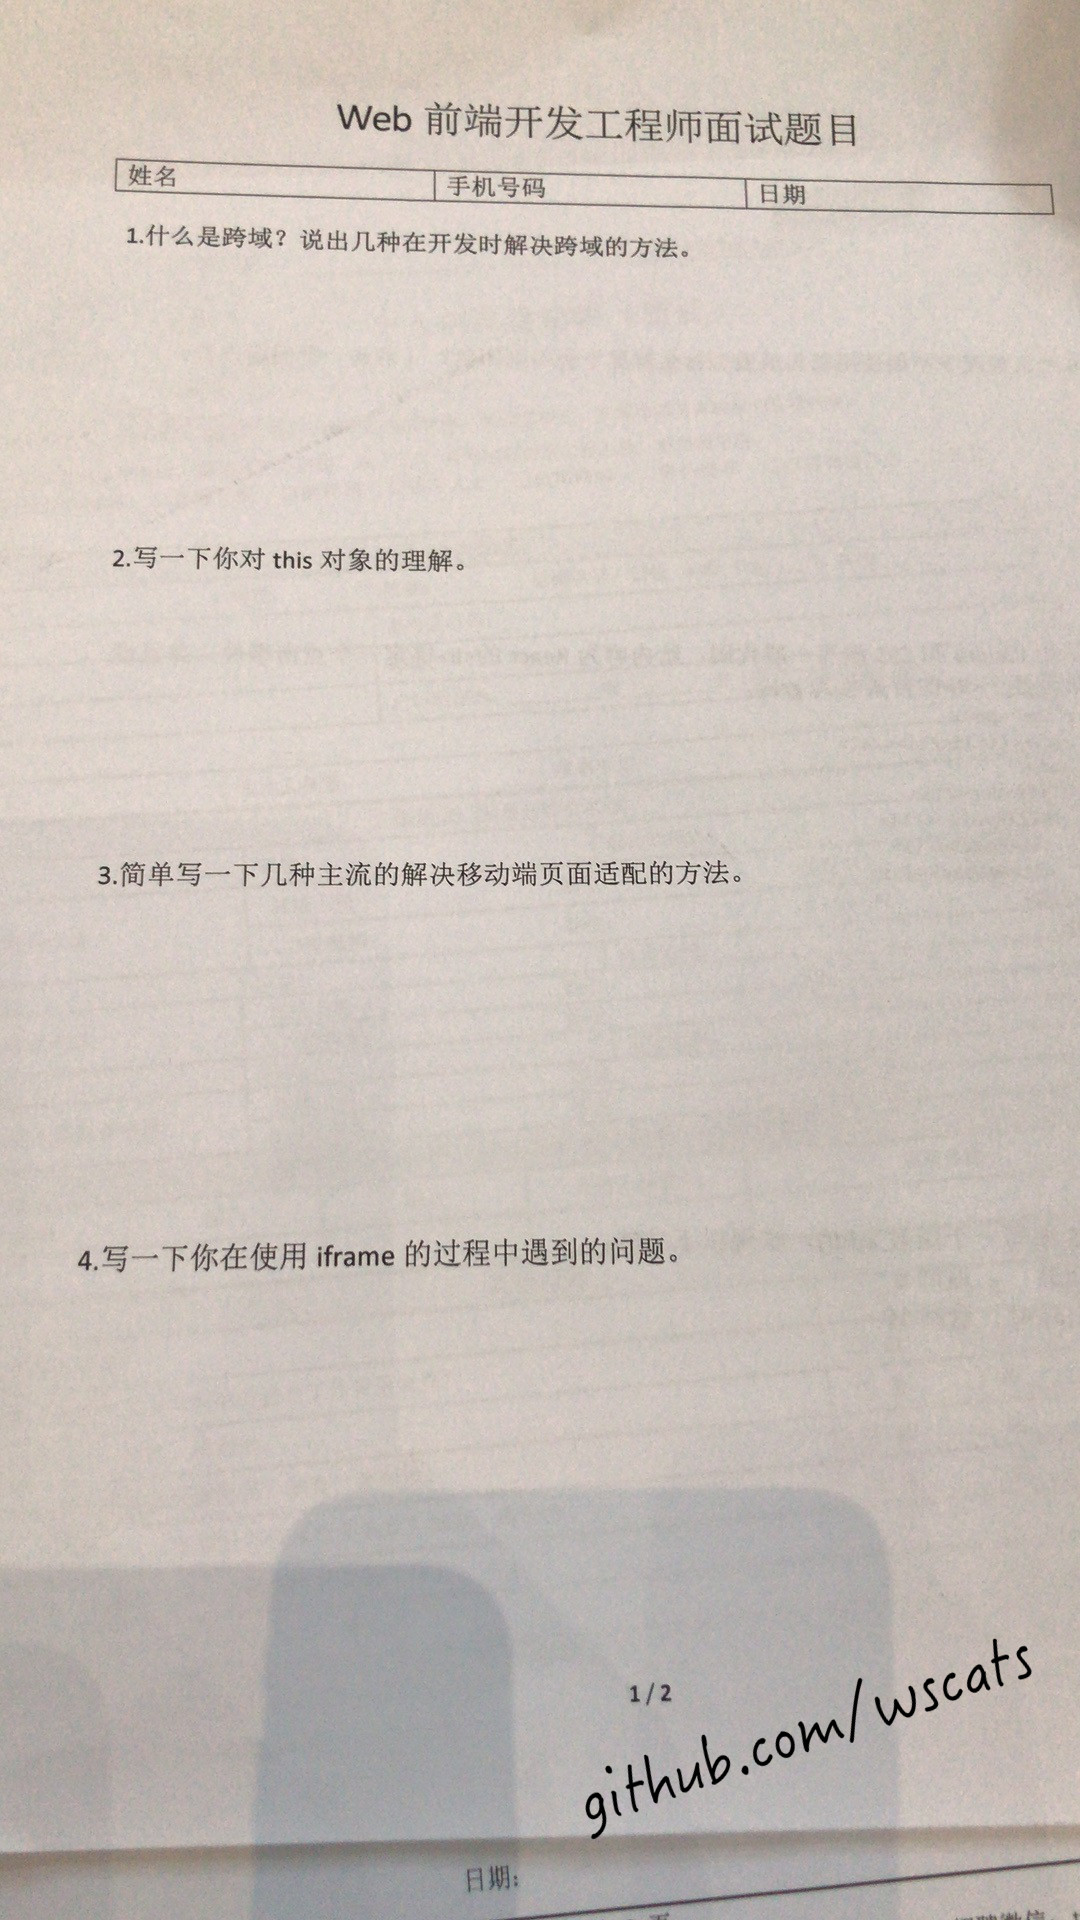 Web 前端开发工程师面试题目
姓名 手机号码 日期
1.什么是跨域？说出几种在开发时解决跨域的方法。
2.写一下你对 this 对象的理解。
3.简单写一下几种主流的解决移动端页面适配的方法。
4.写一下你在使用 iframe 的过程中遇到的问题。
1 / 2
github.com/wscats
日期: